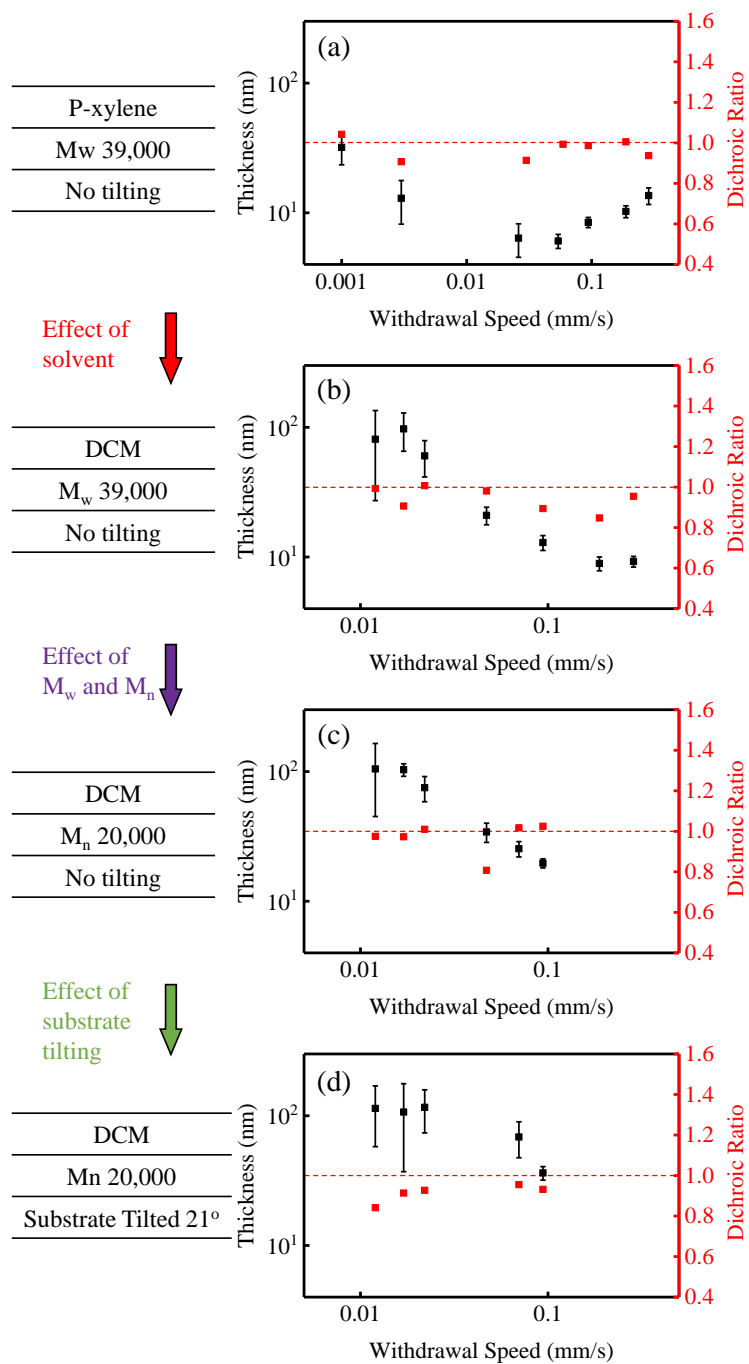 (a)
P-xylene
Mw 39,000
No tilting
Thickness (nm)
10²
10¹
1.6
1.4
1.2
1.0
0.8
0.6
0.4
Dichroic Ratio
0.001
0.01
0.1
Withdrawal Speed (mm/s)
Effect of
solvent
(b)
DCM
M_w 39,000
No tilting
Thickness (nm)
10²
10¹
1.6
1.4
1.2
1.0
0.8
0.6
0.4
Dichroic Ratio
0.01
0.1
Withdrawal Speed (mm/s)
Effect of
M_w and M_n
(c)
DCM
M_n 20,000
No tilting
Thickness (nm)
10²
10¹
1.6
1.4
1.2
1.0
0.8
0.6
0.4
Dichroic Ratio
0.01
0.1
Withdrawal Speed (mm/s)
Effect of
substrate
tilting
(d)
DCM
Mn 20,000
Substrate Tilted 21°
Thickness (nm)
10²
10¹
1.6
1.4
1.2
1.0
0.8
0.6
0.4
Dichroic Ratio
0.01
0.1
Withdrawal Speed (mm/s)